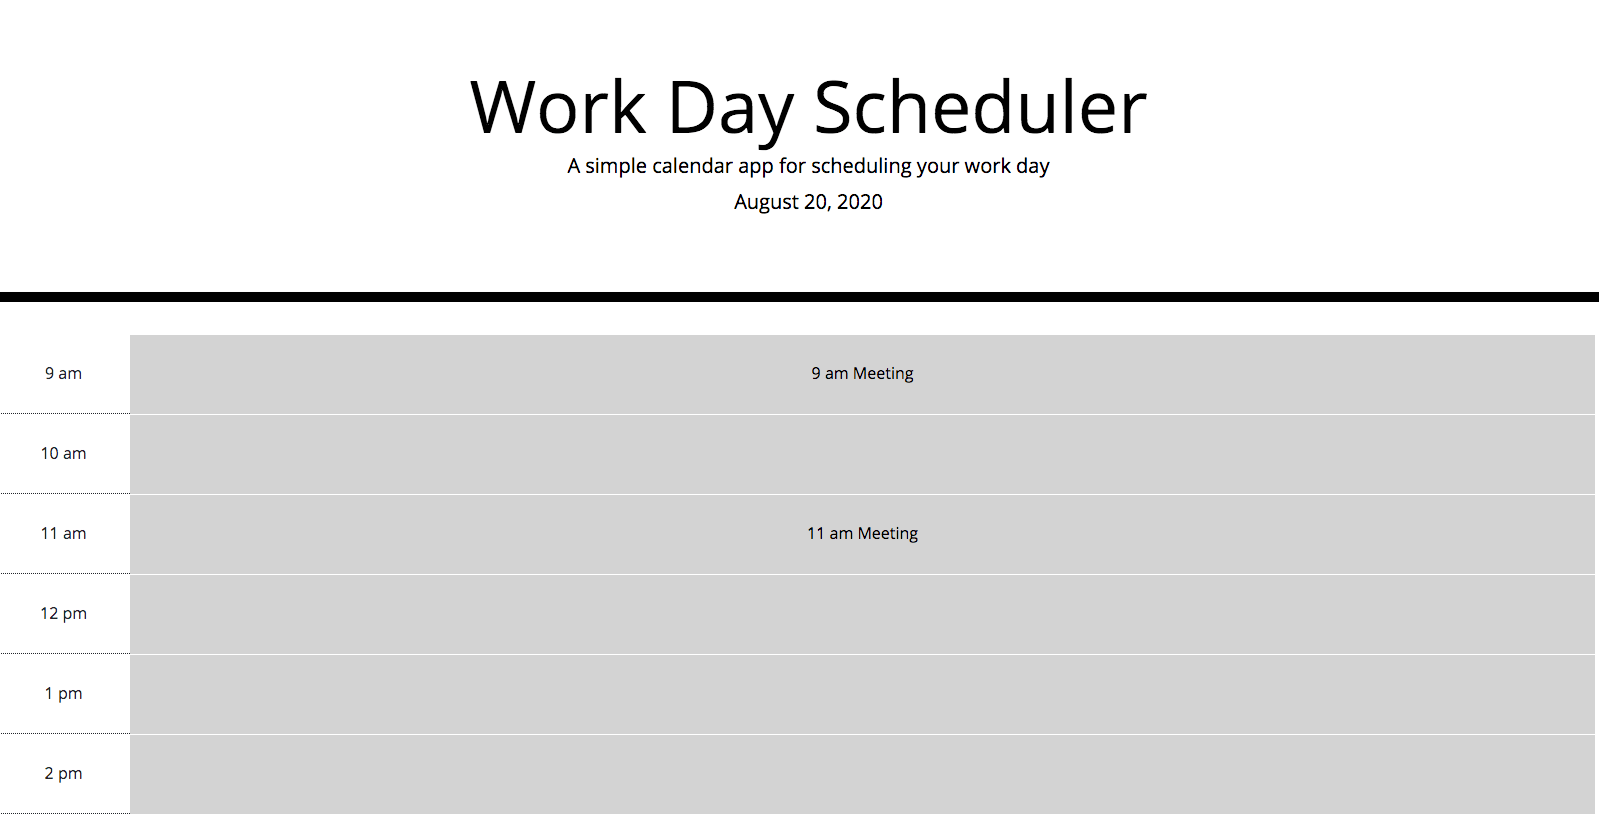 Work Day Scheduler
A simple calendar app for scheduling your work day
August 20, 2020
9 am 9 am Meeting
10 am
11 am 11 am Meeting
12 pm
1 pm
2 pm